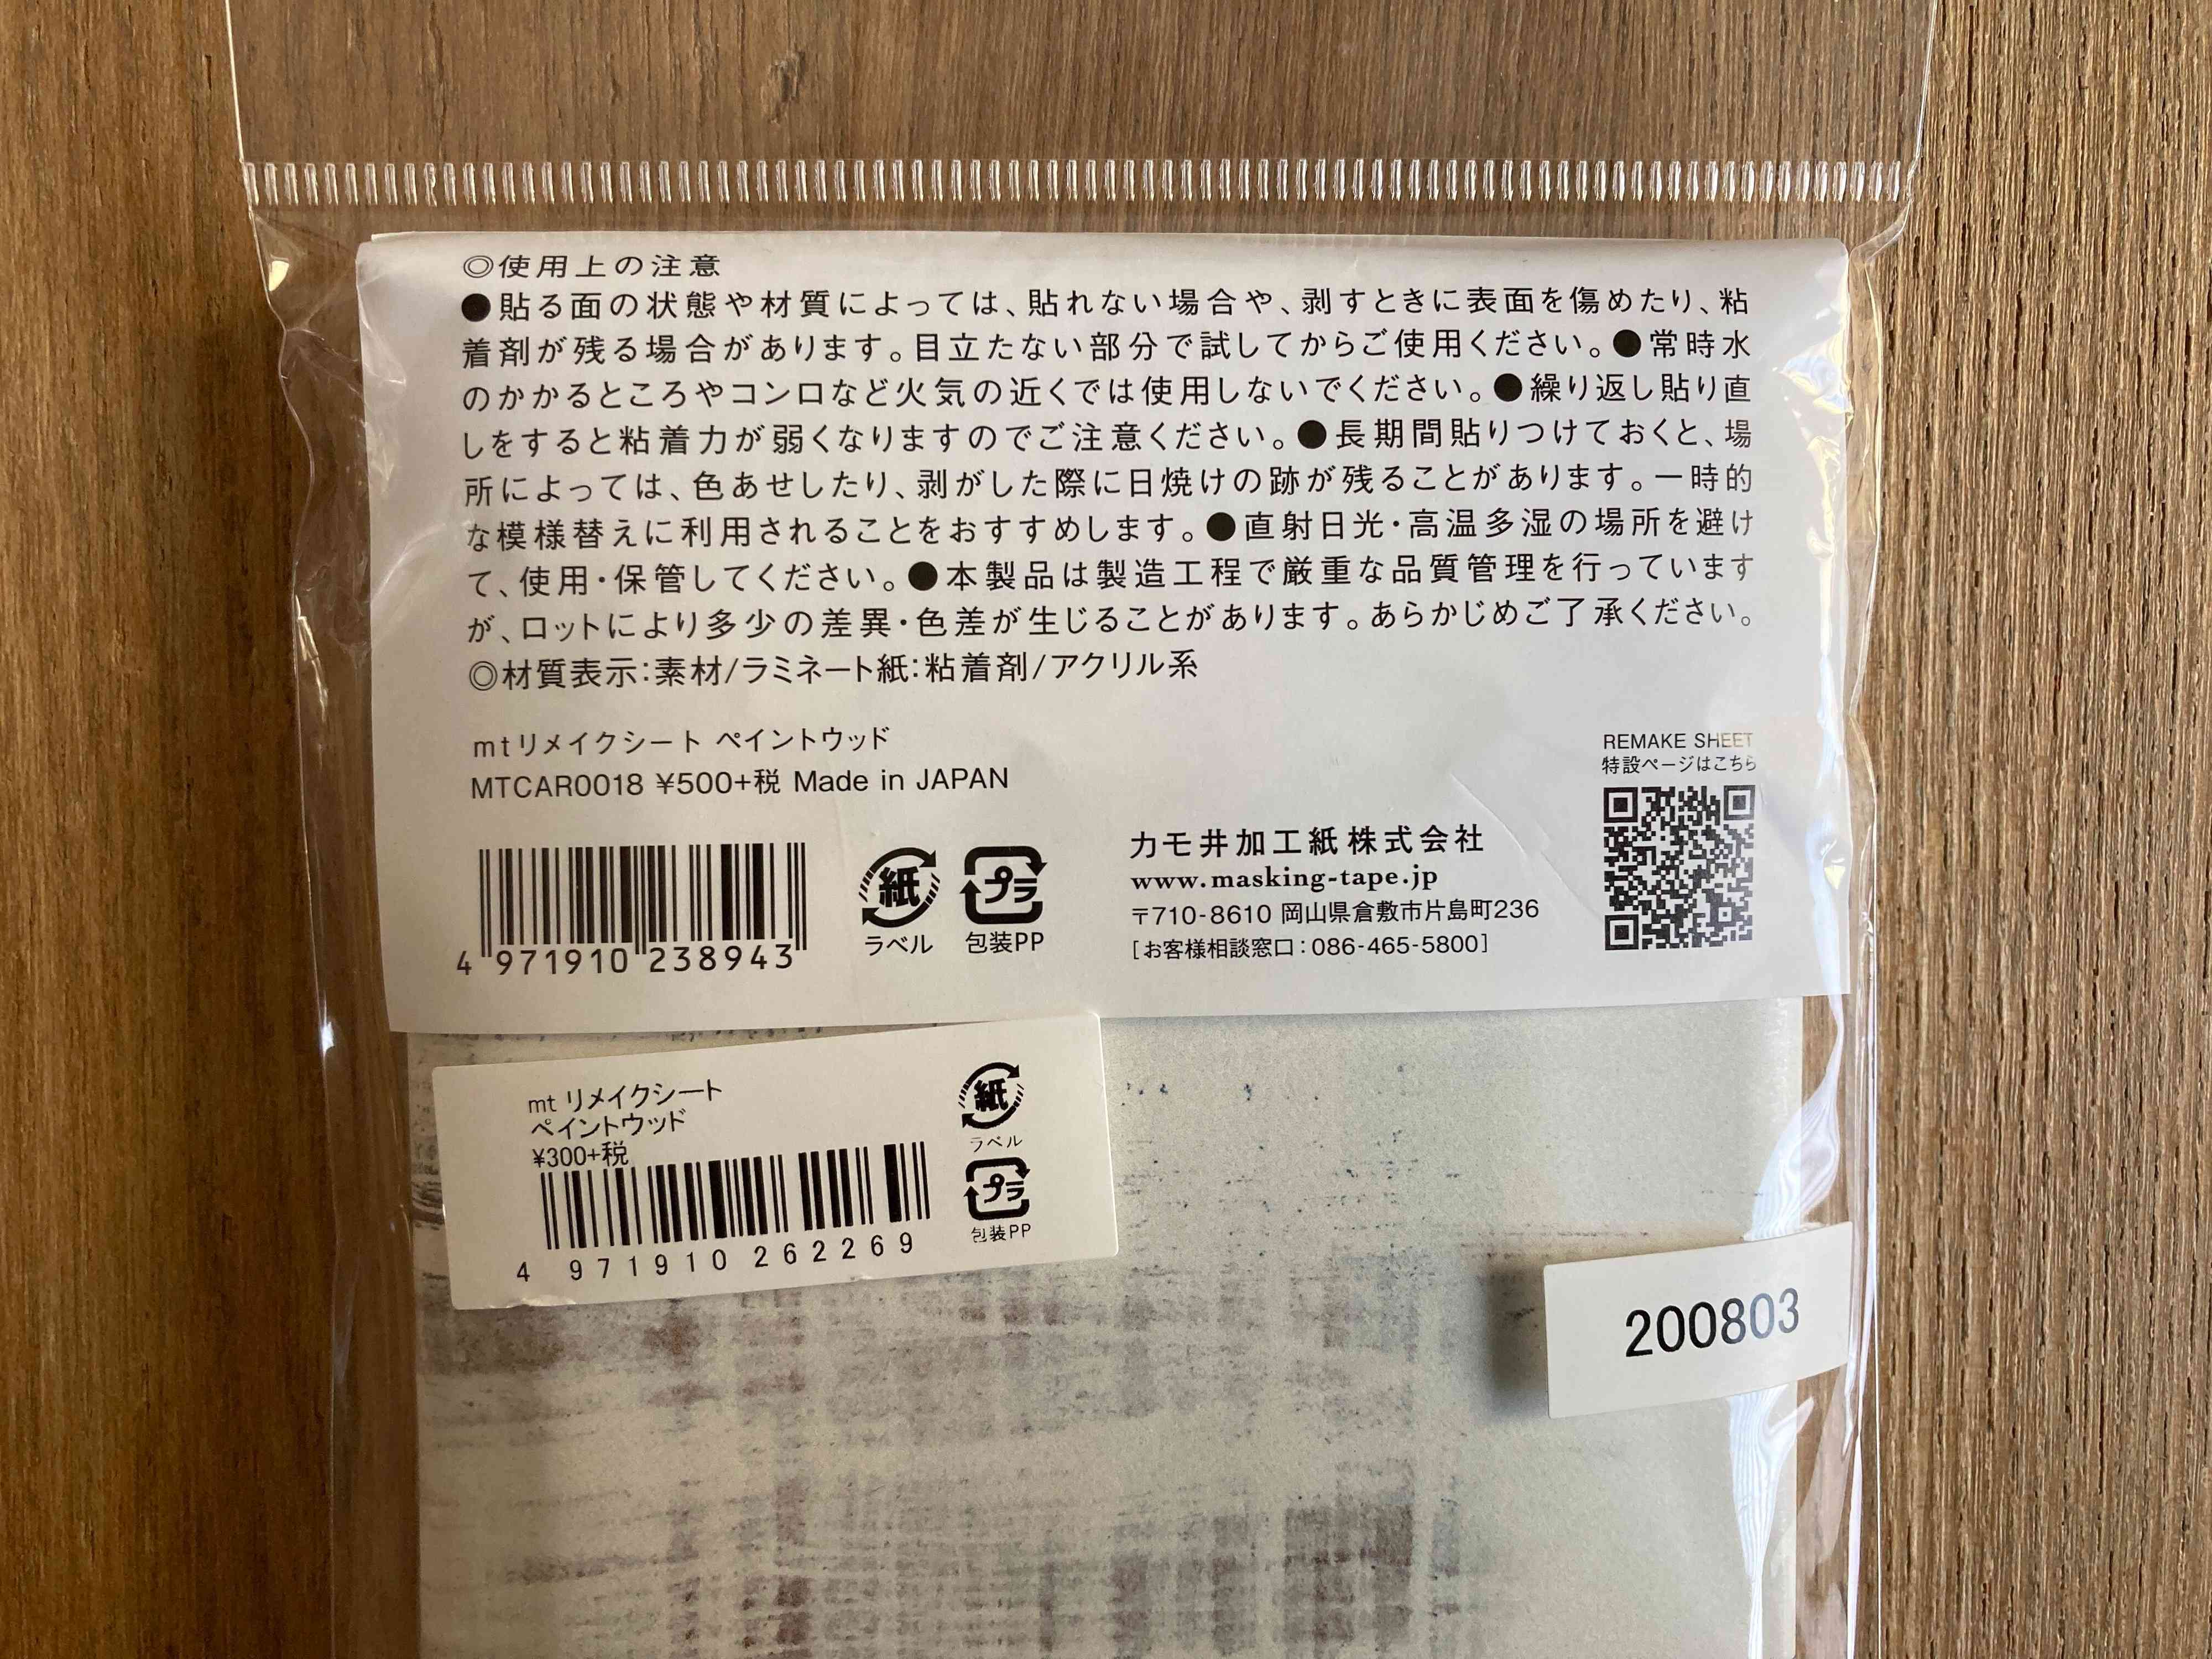 ◎使用上の注意
●貼る面の状態や材質によっては、貼れない場合や、剥すときに表面を傷めたり、粘
着剤が残る場合があります。目立たない部分で試してからご使用ください。●常時水
のかかるところやコンロなど火気の近くでは使用しないでください。●繰り返し貼り直
しをすると粘着力が弱くなりますのでご注意ください。●長期間貼りつけておくと、場
所によっては、色あせしたり、剥がした際に日焼けの跡が残ることがあります。一時的
な模様替えに利用されることをおすすめします。●直射日光・高温多湿の場所を避け
て、使用・保管してください。●本製品は製造工程で厳重な品質管理を行っています
が、ロットにより多少の差異・色差が生じることがあります。あらかじめご了承ください。
◎材質表示:素材/ラミネート紙:粘着剤/アクリル系
mtリメイクシート ペイントウッド
MTCAR0018 ¥500+税 Made in JAPAN
4 971910 238943
紙
ラベル
プラ
包装PP
カモ井加工紙株式会社
www.masking-tape.jp
〒710-8610 岡山県倉敷市片島町236
[お客様相談窓口:086-465-5800]
REMAKE SHEET
特設ページはこちら
mt リメイクシート
ペイントウッド
¥300+税
4 971910 262269
紙
ラベル
プラ
包装PP
200803